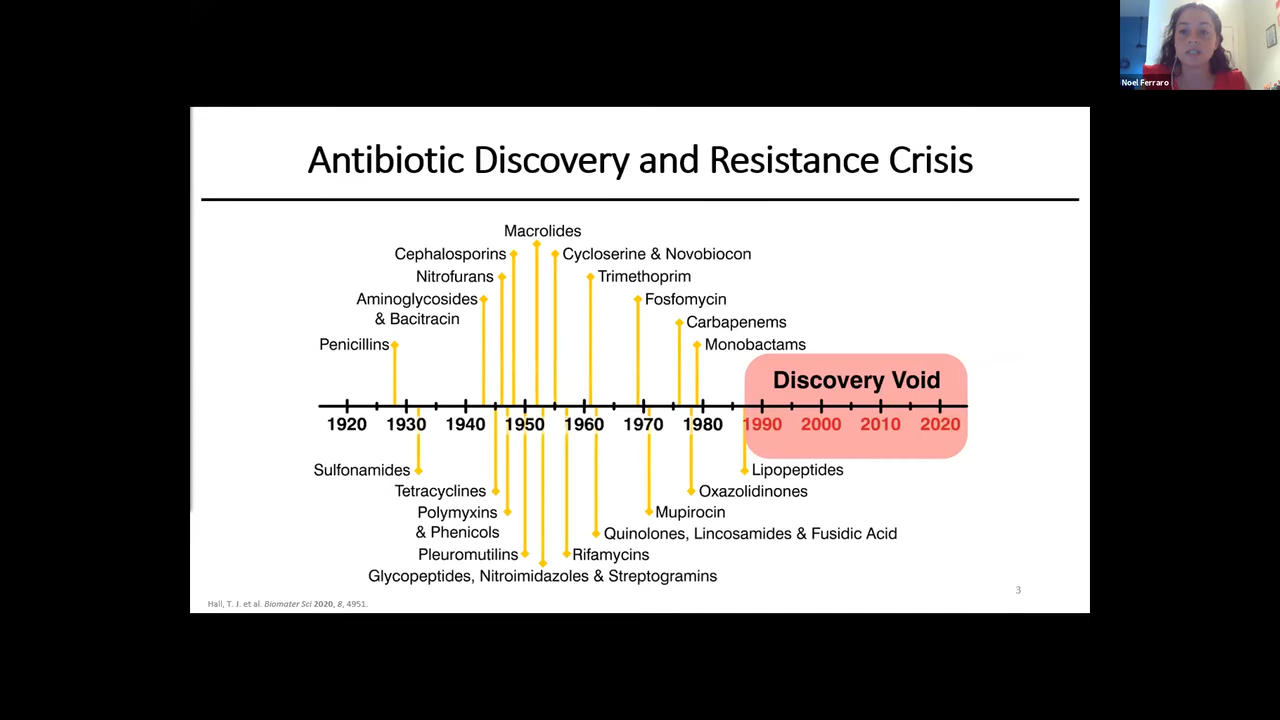 Noel Ferraro
Antibiotic Discovery and Resistance Crisis
Macrolides
Cephalosporins
Cycloserine & Novobiocon
Nitrofurans
Trimethoprim
Aminoglycosides
& Bacitracin
Fosfomycin
Carbapenems
Penicillins
Monobactams
Discovery Void
1920 1930 1940 1950 1960 1970 1980 1990 2000 2010 2020
Sulfonamides
Lipopeptides
Tetracyclines
Oxazolidinones
Polymyxins
& Phenicols
Mupirocin
Quinolones, Lincosamides & Fusidic Acid
Pleuromutilins
Rifamycins
Glycopeptides, Nitroimidazoles & Streptogramins
3
Hall, T. J. et al. Biomater Sci 2020, 8, 4951.